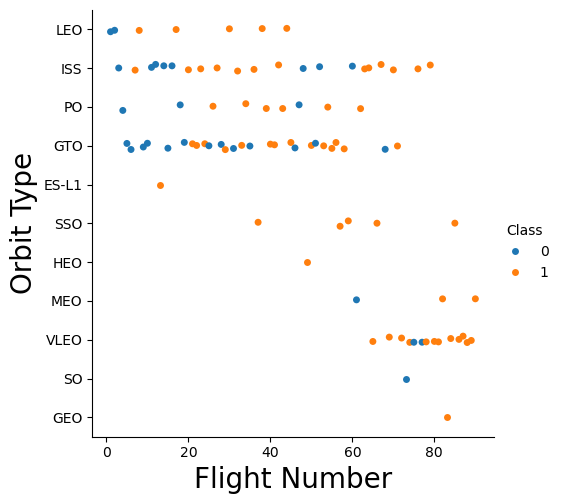 LEO
ISS
PO
GTO
ES-L1
SSO
HEO
MEO
VLEO
SO
GEO
Orbit Type
0 20 40 60 80
Flight Number
Class
0
1